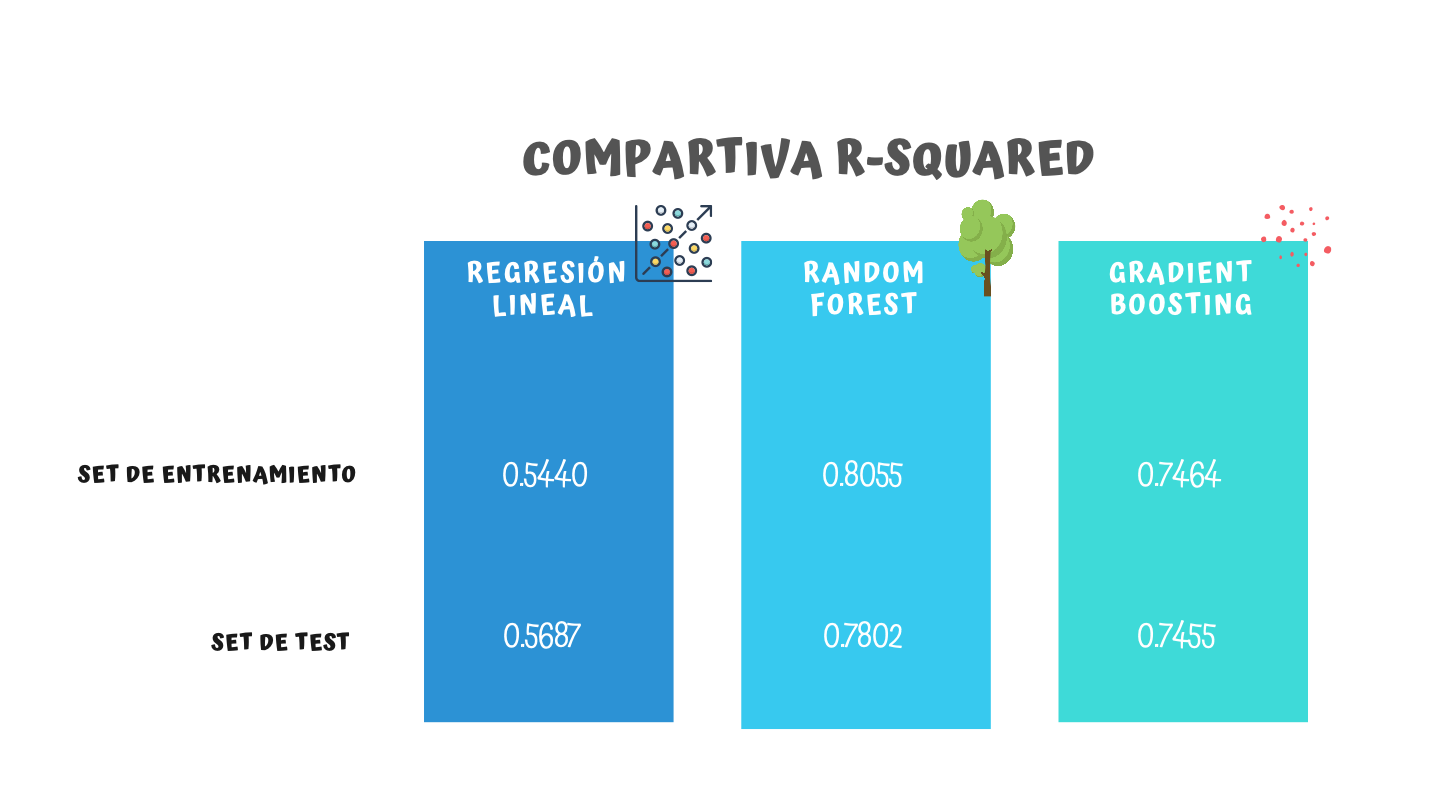 COMPARTIVA R-SQUARED
REGRESIÓN
LINEAL
RANDOM
FOREST
GRADIENT
BOOSTING
SET DE ENTRENAMIENTO
0.5440
0.8055
0.7464
SET DE TEST
0.5687
0.7802
0.7455